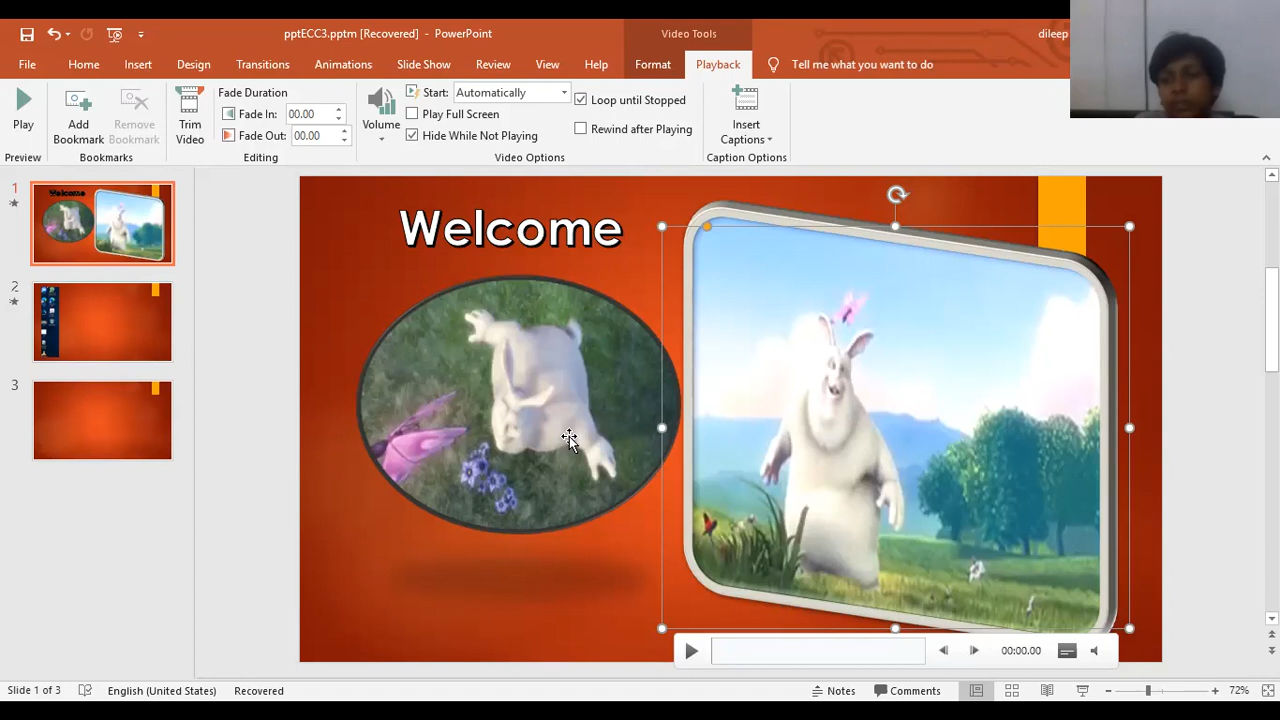 pptECC3.pptm [Recovered] - PowerPoint
Video Tools
dileep
File Home Insert Design Transitions Animations Slide Show Review View Help Format Playback Tell me what you want to do
Play
Preview
Add Bookmark
Remove Bookmark
Bookmarks
Trim Video
Fade Duration
Fade In: 00.00
Fade Out: 00.00
Editing
Volume
Start: Automatically
Play Full Screen
Hide While Not Playing
Loop until Stopped
Rewind after Playing
Video Options
Insert Captions
Caption Options
1
Welcome
2
3
Welcome
00:00.00
Slide 1 of 3 English (United States) Recovered Notes Comments 72%